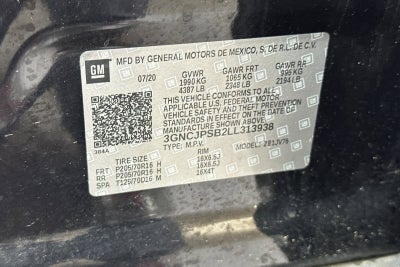 GM
MFD BY GENERAL MOTORS DE MEXICO, S. DE R.L. DE C.V.
07/20 GVWR GAWR FRT GAWR RR
1990 KG 1065 KG 995 KG
4387 LB 2348 LB 2194 LB
THIS VEHICLE CONFORMS TO ALL
APPLICABLE U.S. FEDERAL MOTOR
VEHICLE SAFETY AND BUMPER
STANDARDS IN EFFECT ON THE
DATE OF MANUFACTURE SHOWN ABOVE.
3GNCJPSB2LL313938
384A TYPE: M.P.V. MODEL: 1JV76
TIRE SIZE RIM
FRT P205/70R16 H 16X6.5J
RR P205/70R16 H 16X6.5J
SPA T125/70D16 M 16X4T